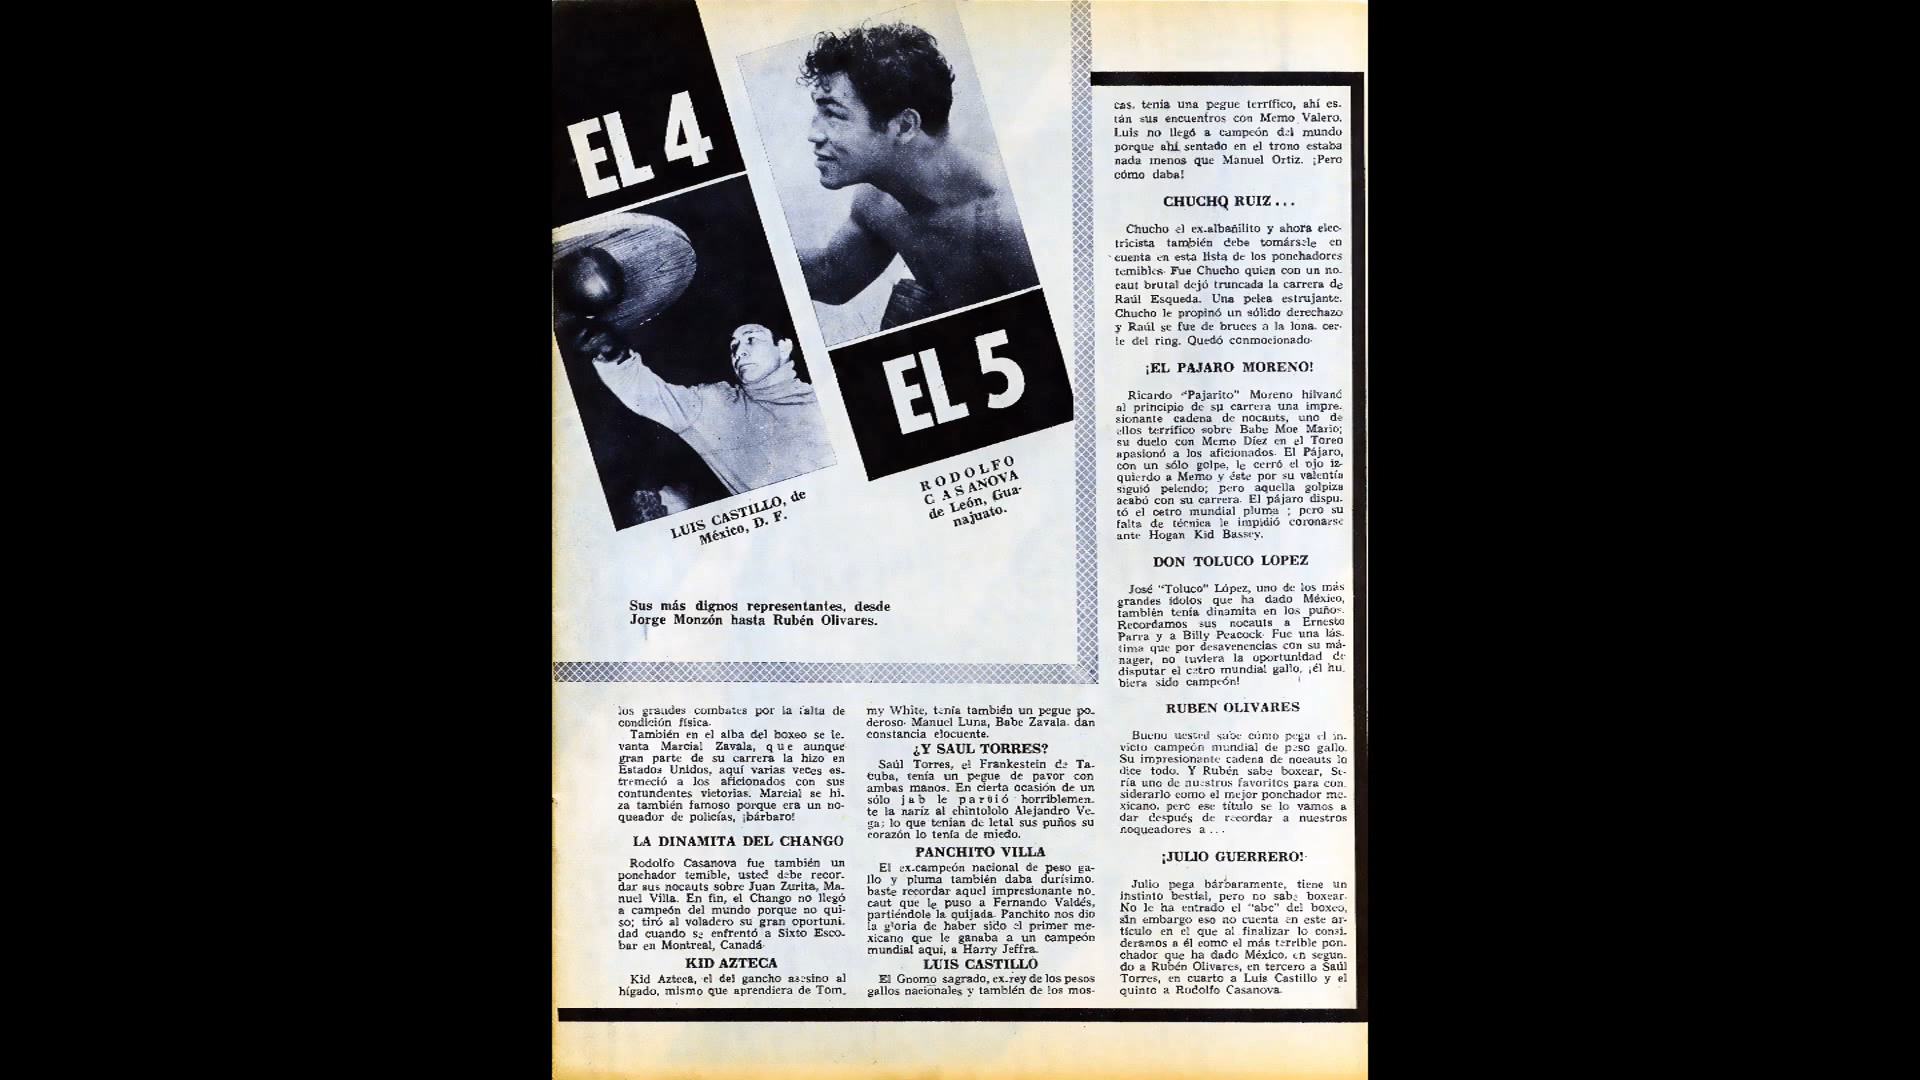 EL 4
EL 5
LUIS CASTILLO, de
México, D. F.
RODOLFO
CASANOVA
de León, Gua-
najuato.
Sus más dignos representantes, desde
Jorge Monzón hasta Rubén Olivares.
los grandes combates por la falta de
condición física.
También en el alba del boxeo se le-
vanta Marcial Zavala, que aunque
gran parte de su carrera la hizo en
Estados Unidos, aquí varias veces es-
tremeció a los aficionados con sus
contundentes victorias. Marcial se hi-
za también famoso porque era un no-
queador de policías, ¡bárbaro!
LA DINAMITA DEL CHANGO
Rodolfo Casanova fue también un
ponchador temible, usted debe recor-
dar sus nocauts sobre Juan Zurita, Ma-
nuel Villa. En fin, el Chango no llegó
a campeón del mundo porque no qui-
so; tiró al voladero su gran oportuni-
dad cuando se enfrentó a Sixto Esco-
bar en Montreal, Canadá.
KID AZTECA
Kid Azteca, el del gancho asesino al
hígado, mismo que aprendiera de Tom-
my White, tenía también un pegue po-
deroso. Manuel Luna, Babe Zavala. dan
constancia elocuente.
¿Y SAUL TORRES?
Saúl Torres, el Frankestein de Ta-
cuba, tenía un pegue de pavor con
ambas manos. En cierta ocasión de un
sólo jab le partió horriblemen-
te la nariz al chintololo Alejandro Ve-
ga; lo que tenían de letal sus puños su
corazón lo tenía de miedo.
PANCHITO VILLA
El ex-campeón nacional de peso ga-
llo y pluma también daba durísimo.
baste recordar aquel impresionante no-
caut que le puso a Fernando Valdés,
partiéndole la quijada. Panchito nos dio
la gloria de haber sido el primer me-
xicano que le ganaba a un campeón
mundial aquí, a Harry Jeffra.
LUIS CASTILLO
El Gnomo sagrado, ex-rey de los pesos
gallos nacionales y también de los mos-
cas, tenía una pegue terrífico, ahí es-
tán sus encuentros con Memo Valero.
Luis no llegó a campeón del mundo
porque ahí sentado en el trono estaba
nada menos que Manuel Ortiz. ¡Pero
cómo daba!
CHUCHQ RUIZ...
Chucho el ex-albañilito y ahora elec-
tricista también debe tomársele en
cuenta en esta lista de los ponchadores
temibles. Fue Chucho quien con un no-
caut brutal dejó truncada la carrera de
Raúl Esqueda. Una pelea estrujante.
Chucho le propinó un sólido derechazo
y Raúl se fue de bruces a la lona. cer-
le del ring. Quedó conmocionado.
¡EL PAJARO MORENO!
Ricardo "Pajarito" Moreno hilvanó
al principio de su carrera una impre-
sionante cadena de nocauts, uno de
ellos terrífico sobre Babe Moe Mario;
su duelo con Memo Díez en el Toreo
apasionó a los aficionados. El Pájaro,
con un sólo golpe, le cerró el ojo iz-
quierdo a Memo y éste por su valentía
siguió pelendo; pero aquella golpiza
acabó con su carrera. El pájaro dispu-
tó el cetro mundial pluma ; pero su
falta de técnica le impidió coronarse
ante Hogan Kid Bassey.
DON TOLUCO LOPEZ
José "Toluco" López, uno de los más
grandes ídolos que ha dado México,
también tenía dinamita en los puños.
Recordamos sus nocauts a Ernesto
Parra y a Billy Peacock. Fue una lás-
tima que por desavenencias con su má-
nager, no tuviera la oportunidad de
disputar el cetro mundial gallo, ¡él hu-
biera sido campeón!
RUBEN OLIVARES
Bueno uested sabe cómo pega el in-
victo campeón mundial de peso gallo.
Su impresionante cadena de nocauts lo
dice todo. Y Rubén sabe boxear, Se-
ría uno de nuestros favoritos para con-
siderarlo como el mejor ponchador me-
xicano. pero ese título se lo vamos a
dar después de recordar a nuestros
noqueadores a ...
¡JULIO GUERRERO!
Julio pega bárbaramente, tiene un
instinto bestial, pero no sabe boxear.
No le ha entrado el "abc" del boxeo,
sin embargo eso no cuenta en este ar-
tículo en el que al finalizar lo consi-
deramos a él como el más terrible pon-
chador que ha dado México, en segun-
do a Rubén Olivares, en tercero a Saúl
Torres, en cuarto a Luis Castillo y el
quinto a Rodolfo Casanova.